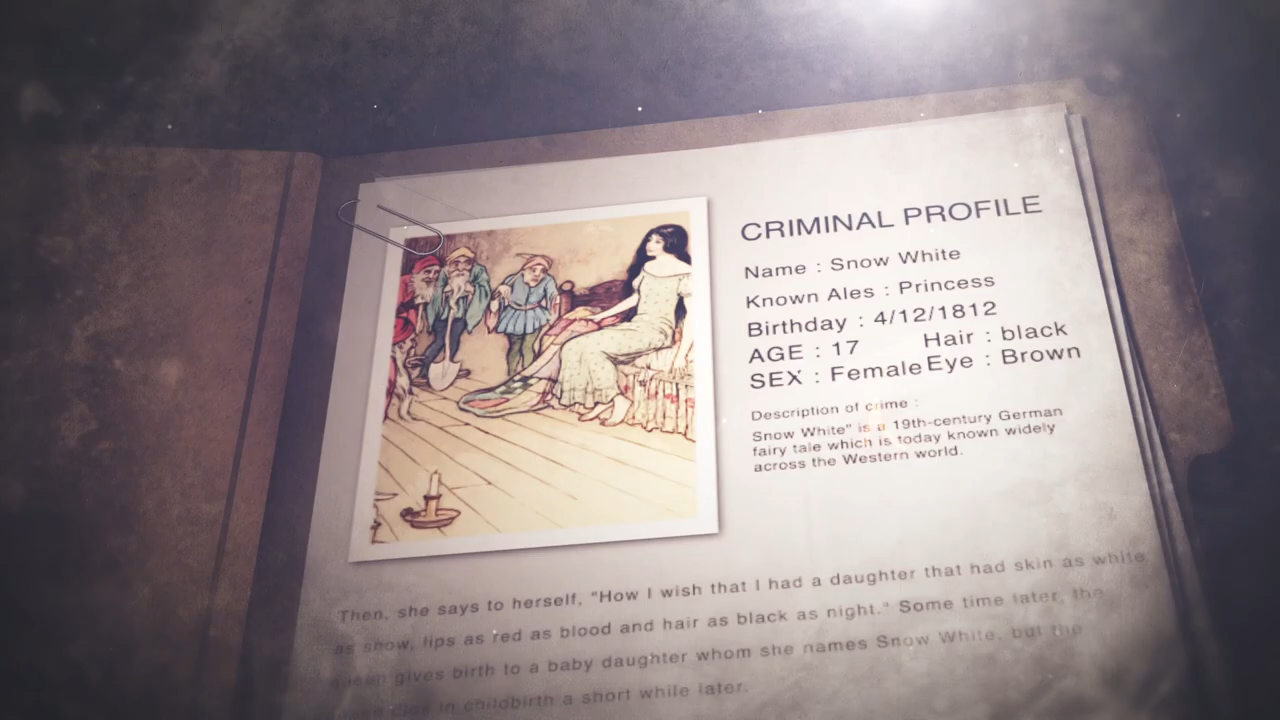 CRIMINAL PROFILE
Name : Snow White
Known Ales : Princess
Birthday : 4/12/1812
AGE : 17 Hair : black
SEX : Female Eye : Brown
Description of crime :
Snow White" is a 19th-century German
fairy tale which is today known widely
across the Western world.
Then, she says to herself, "How I wish that I had a daughter that had skin as white
as snow, lips as red as blood and hair as black as night." Some time later, the
queen gives birth to a baby daughter whom she names Snow White, but the
queen dies in childbirth a short while later.